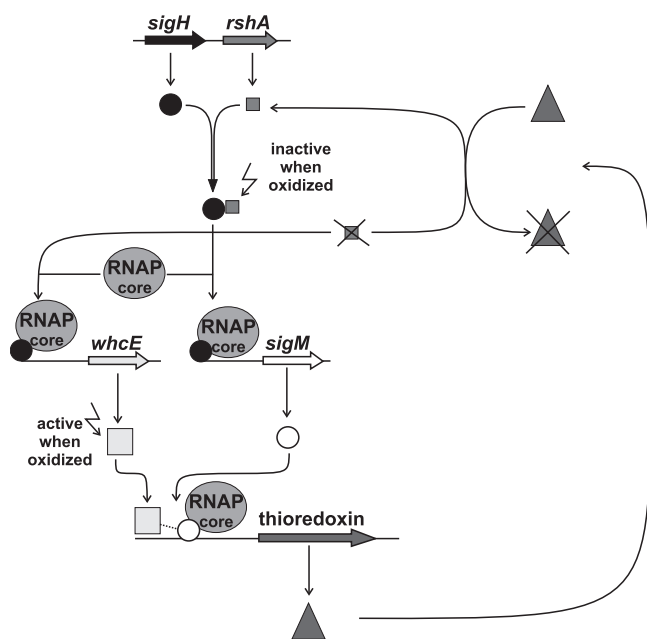 sigH rshA
inactive
when
oxidized
RNAP
core
RNAP
core
whcE
RNAP
core
sigM
active
when
oxidized
RNAP
core
thioredoxin